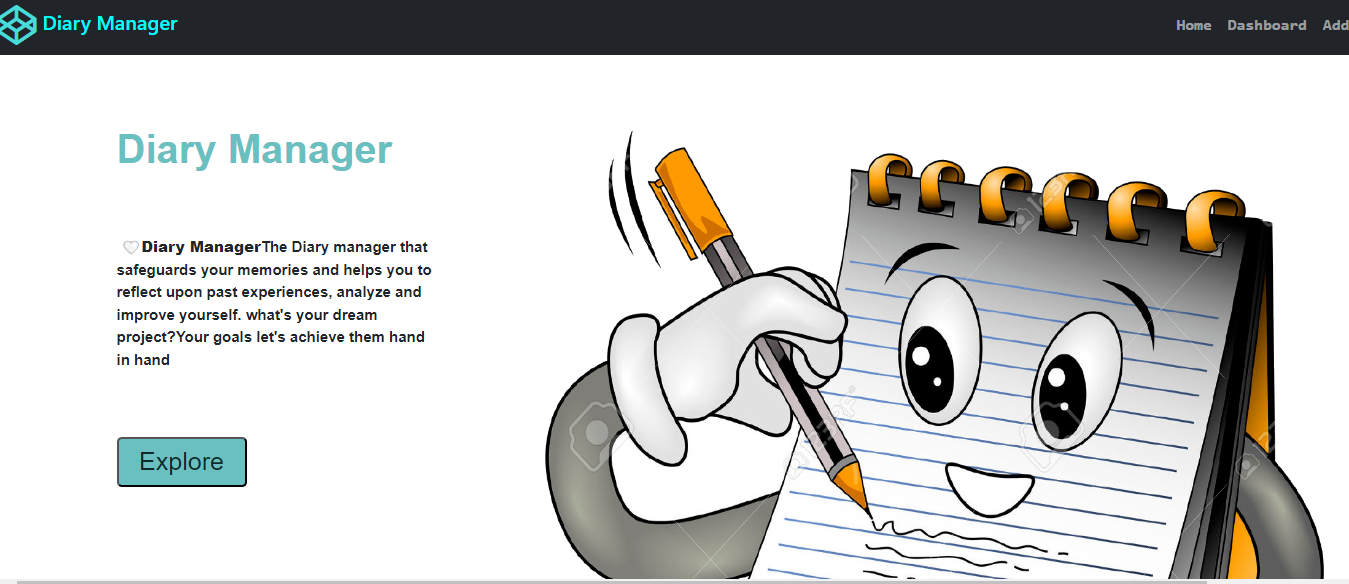 Diary Manager
Home Dashboard Add
Diary Manager
🤍Diary ManagerThe Diary manager that
safeguards your memories and helps you to
reflect upon past experiences, analyze and
improve yourself. what's your dream
project?Your goals let's achieve them hand
in hand
Explore